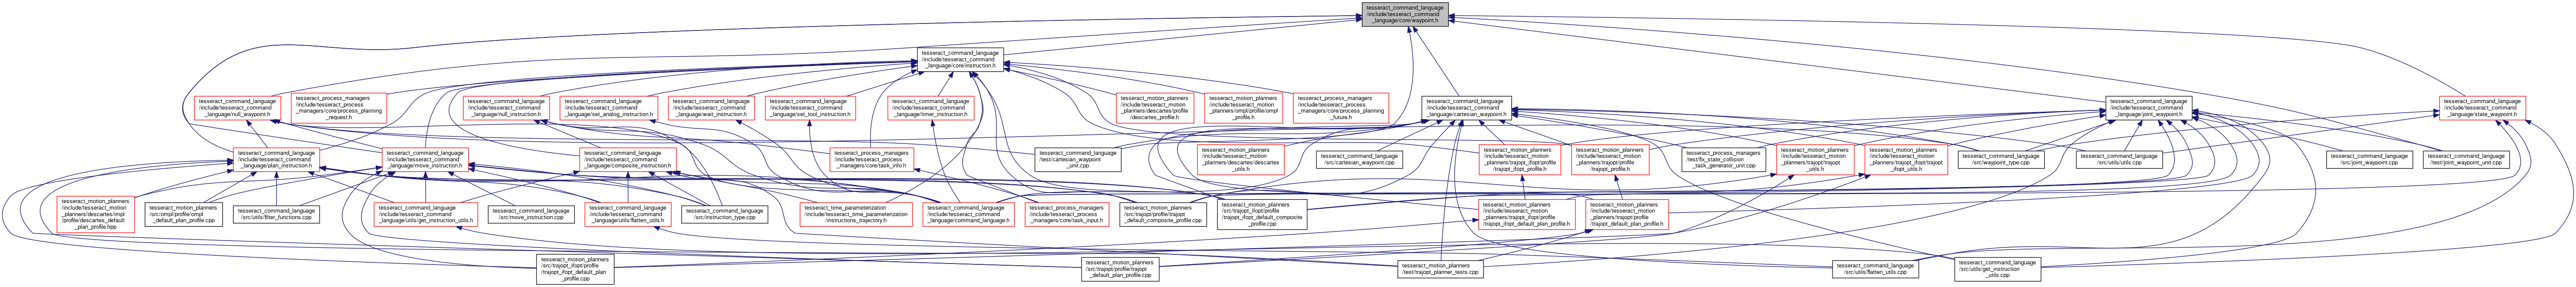 tesseract_command_language
/include/tesseract_command
_language/core/waypoint.h
tesseract_command_language
/include/tesseract_command
_language/core/instruction.h
tesseract_command_language
/include/tesseract_command
_language/null_waypoint.h
tesseract_process_managers
/include/tesseract_process
_managers/core/process_planning
_request.h
tesseract_command_language
/include/tesseract_command
_language/null_instruction.h
tesseract_command_language
/include/tesseract_command
_language/set_analog_instruction.h
tesseract_command_language
/include/tesseract_command
_language/wait_instruction.h
tesseract_command_language
/include/tesseract_command
_language/set_tool_instruction.h
tesseract_command_language
/include/tesseract_command
_language/timer_instruction.h
tesseract_motion_planners
/include/tesseract_motion
_planners/descartes/profile
/descartes_profile.h
tesseract_motion_planners
/include/tesseract_motion
_planners/ompl/profile/ompl
_profile.h
tesseract_process_managers
/include/tesseract_process
_managers/core/process_planning
_future.h
tesseract_command_language
/include/tesseract_command
_language/cartesian_waypoint.h
tesseract_command_language
/include/tesseract_command
_language/joint_waypoint.h
tesseract_command_language
/include/tesseract_command
_language/state_waypoint.h
tesseract_command_language
/include/tesseract_command
_language/plan_instruction.h
tesseract_command_language
/include/tesseract_command
_language/move_instruction.h
tesseract_command_language
/include/tesseract_command
_language/composite_instruction.h
tesseract_process_managers
/include/tesseract_process
_managers/core/task_info.h
tesseract_command_language
/test/cartesian_waypoint
_unit.cpp
tesseract_motion_planners
/include/tesseract_motion
_planners/descartes/descartes
_utils.h
tesseract_command_language
/src/cartesian_waypoint.cpp
tesseract_motion_planners
/include/tesseract_motion
_planners/trajopt_ifopt/profile
/trajopt_ifopt_profile.h
tesseract_motion_planners
/include/tesseract_motion
_planners/trajopt/profile
/trajopt_profile.h
tesseract_process_managers
/test/fix_state_collision
_task_generator_unit.cpp
tesseract_motion_planners
/include/tesseract_motion
_planners/trajopt/trajopt
_utils.h
tesseract_motion_planners
/include/tesseract_motion
_planners/trajopt_ifopt/trajopt
_ifopt_utils.h
tesseract_command_language
/src/waypoint_type.cpp
tesseract_command_language
/src/utils/utils.cpp
tesseract_command_language
/src/joint_waypoint.cpp
tesseract_command_language
/test/joint_waypoint_unit.cpp
tesseract_motion_planners
/include/tesseract_motion
_planners/descartes/impl
/profile/descartes_default
_plan_profile.hpp
tesseract_motion_planners
/src/ompl/profile/ompl
_default_plan_profile.cpp
tesseract_command_language
/src/utils/filter_functions.cpp
tesseract_command_language
/include/tesseract_command
_language/utils/get_instruction_utils.h
tesseract_command_language
/src/move_instruction.cpp
tesseract_command_language
/include/tesseract_command
_language/utils/flatten_utils.h
tesseract_command_language
/src/instruction_type.cpp
tesseract_time_parameterization
/include/tesseract_time_parameterization
/instructions_trajectory.h
tesseract_command_language
/include/tesseract_command
_language/command_language.h
tesseract_process_managers
/include/tesseract_process
_managers/core/task_input.h
tesseract_motion_planners
/src/trajopt/profile/trajopt
_default_composite_profile.cpp
tesseract_motion_planners
/src/trajopt_ifopt/profile
/trajopt_ifopt_default_composite
_profile.cpp
tesseract_motion_planners
/include/tesseract_motion
_planners/trajopt_ifopt/profile
/trajopt_ifopt_default_plan_profile.h
tesseract_motion_planners
/include/tesseract_motion
_planners/trajopt/profile
/trajopt_default_plan_profile.h
tesseract_motion_planners
/src/trajopt_ifopt/profile
/trajopt_ifopt_default_plan
_profile.cpp
tesseract_motion_planners
/src/trajopt/profile/trajopt
_default_plan_profile.cpp
tesseract_motion_planners
/test/trajopt_planner_tests.cpp
tesseract_command_language
/src/utils/flatten_utils.cpp
tesseract_command_language
/src/utils/get_instruction
_utils.cpp